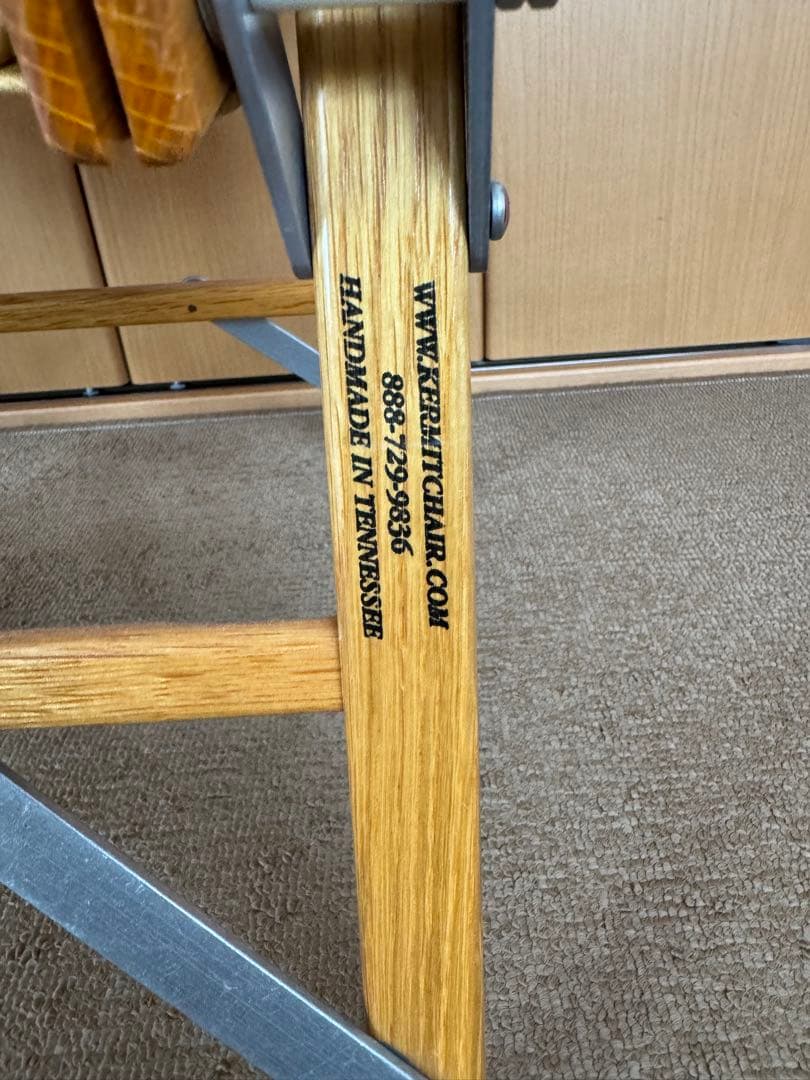 WWW.KERMITCHAIR.COM
888-729-9836
HANDMADE IN TENNESSEE